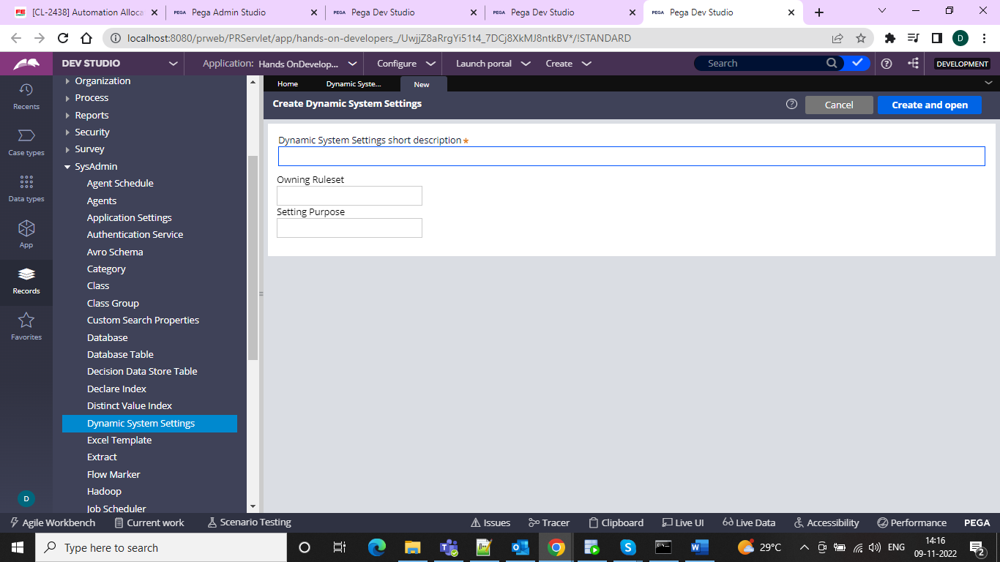 [CL-2438] Automation Alloca
Pega Admin Studio
Pega Dev Studio
Pega Dev Studio
Pega Dev Studio
localhost:8080/prweb/PRServlet/app/hands-on-developers_/UwjjZ8aRrgYi51t4_7DCj8XkMJ8ntkBV*/!STANDARD
D
DEV STUDIO
Application: Hands OnDevelop...
Configure
Launch portal
Create
Search
DEVELOPMENT
Recents
Case types
Data types
App
Records
Favorites
D
Organization
Process
Reports
Security
Survey
SysAdmin
Agent Schedule
Agents
Application Settings
Authentication Service
Avro Schema
Category
Class
Class Group
Custom Search Properties
Database
Database Table
Decision Data Store Table
Declare Index
Distinct Value Index
Dynamic System Settings
Excel Template
Extract
Flow Marker
Hadoop
Job Scheduler
Home
Dynamic Syste...
New
Create Dynamic System Settings
Cancel
Create and open
Dynamic System Settings short description *
Owning Ruleset
Setting Purpose
Agile Workbench
Current work
Scenario Testing
Issues
Tracer
Clipboard
Live UI
Live Data
Accessibility
Performance
PEGA
Type here to search
29°C
ENG
14:16
09-11-2022
2